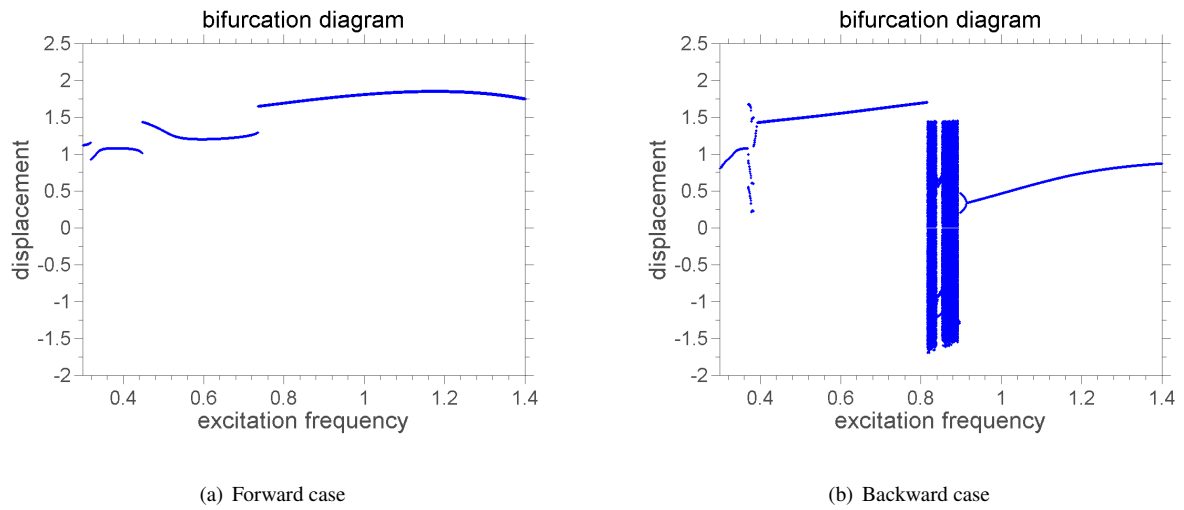 bifurcation diagram
2.5
2
1.5
1
0.5
0
-0.5
-1
-1.5
-2
displacement
0.4 0.6 0.8 1 1.2 1.4
excitation frequency
(a) Forward case
bifurcation diagram
2.5
2
1.5
1
0.5
0
-0.5
-1
-1.5
-2
displacement
0.4 0.6 0.8 1 1.2 1.4
excitation frequency
(b) Backward case